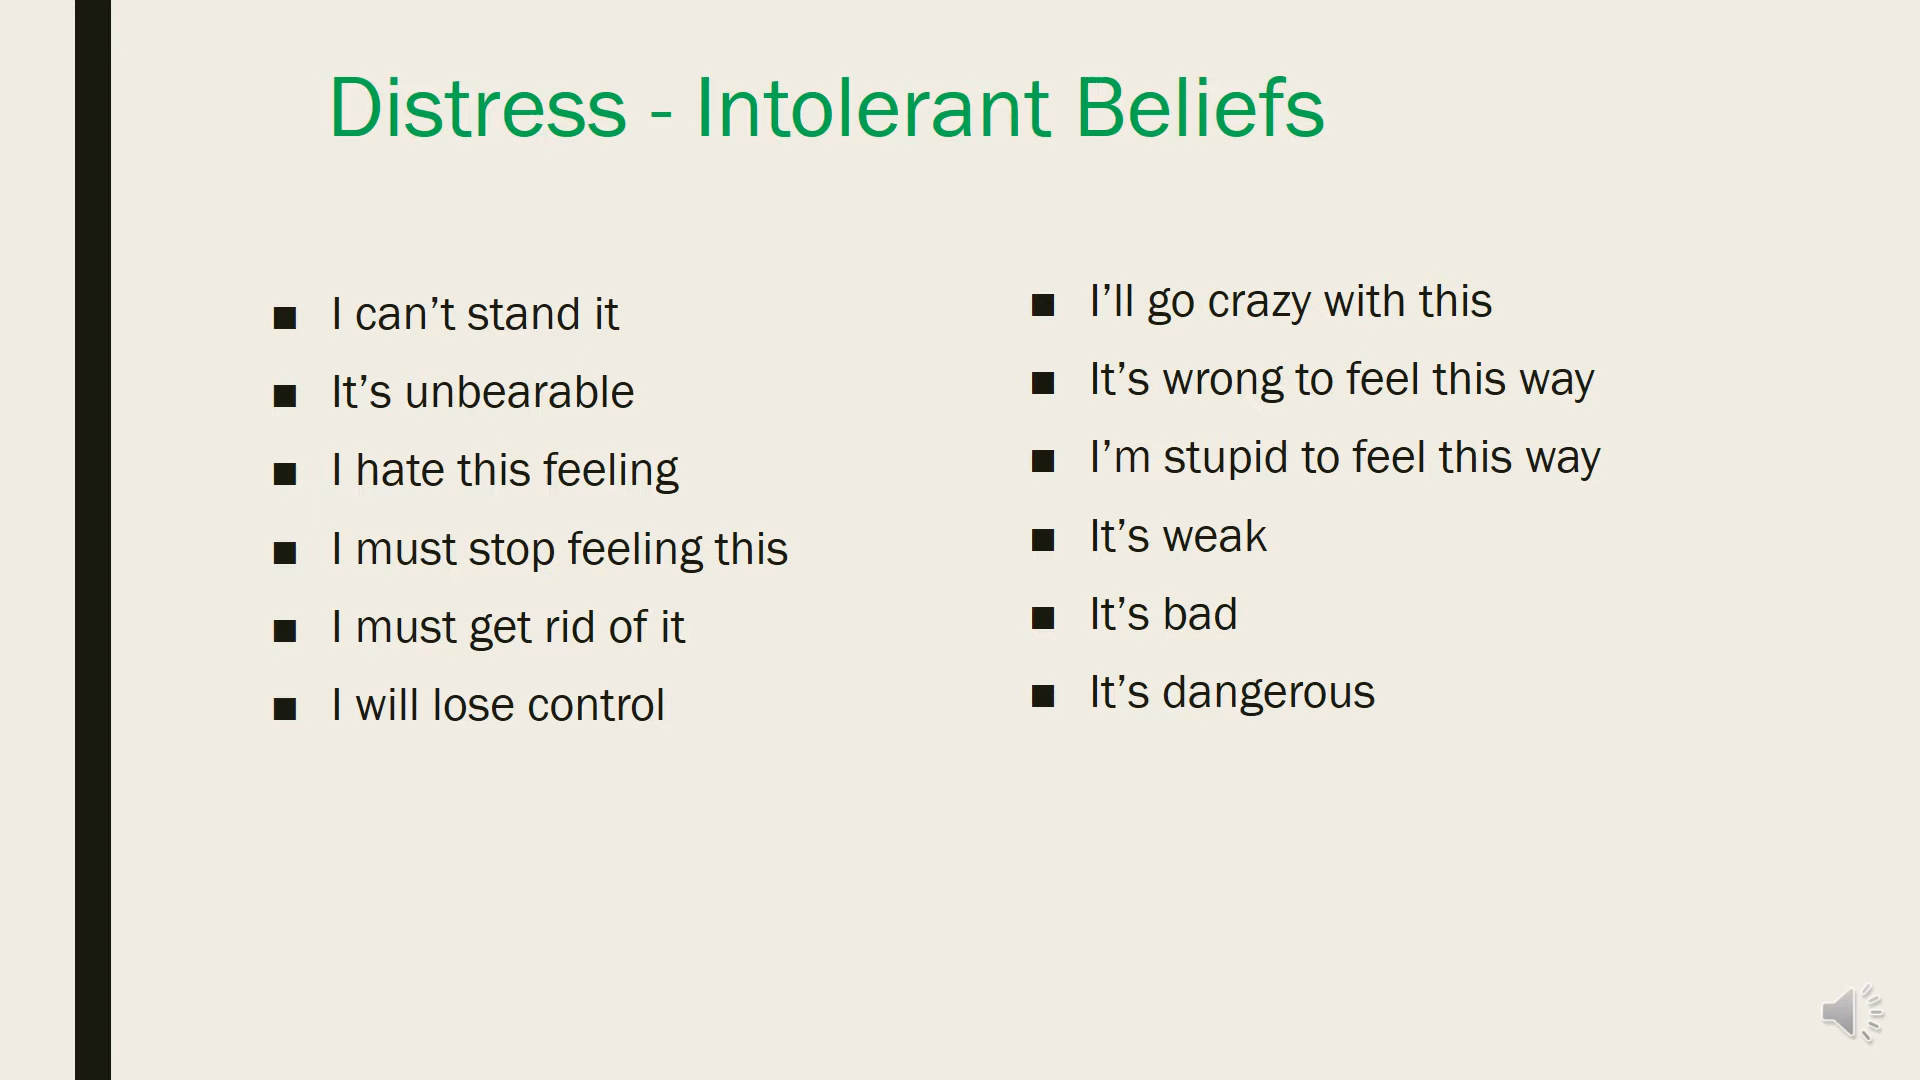 Distress - Intolerant Beliefs
■ I can’t stand it
■ It’s unbearable
■ I hate this feeling
■ I must stop feeling this
■ I must get rid of it
■ I will lose control
■ I’ll go crazy with this
■ It’s wrong to feel this way
■ I’m stupid to feel this way
■ It’s weak
■ It’s bad
■ It’s dangerous